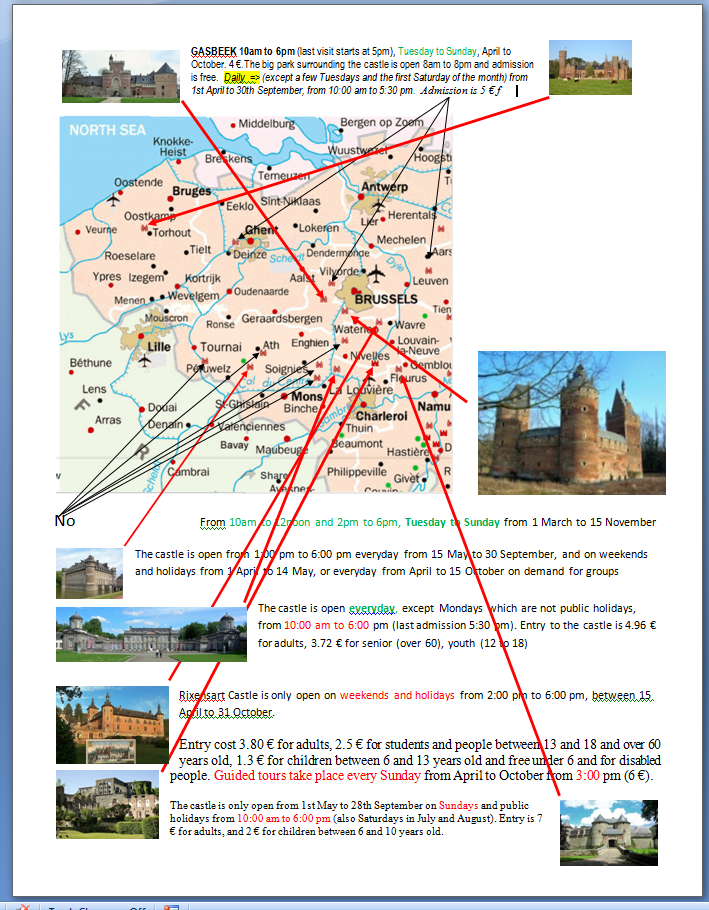 GASBEEK 10am to 6pm (last visit starts at 5pm), Tuesday to Sunday, April to
October. 4 €.The big park surrounding the castle is open 8am to 8pm and admission
is free. Daily => (except a few Tuesdays and the first Saturday of the month) from
1st April to 30th September, from 10:00 am to 5:30 pm. Admission is 5 € f
NORTH SEA
Middelburg
Bergen op Zoom
Knokke-
Heist
Breskens
Wuustwezel
Hoogst
Terneuzen
Oostende
Bruges
Antwerp
Eeklo
Sint-Niklaas
Oostkamp
Lier
Herentals
Veurne
Torhout
Ghent
Lokeren
Mechelen
Roeselare
Tielt
Deinze
Scheldt
Dendermonde
Dyle
Aars
Ypres
Izegem
Kortrijk
Aalst
Vilvorde
Leuven
Menen
Wevelgem
Oudenaarde
BRUSSELS
Mouscron
Ronse
Geraardsbergen
Waterloo
Wavre
Tien
Lys
Lille
Tournai
Ath
Enghien
Louvain-
la-Neuve
Béthune
Péruwelz
Soignies
Nivelles
Gemblou
Canal du Centre
La Louvière
Fleurus
Lens
St-Ghislain
Mons
Binche
Sambre
Charleroi
Namu
Arras
Douai
Denain
Valenciennes
Thuin
F
R
Bavay
Maubeuge
Beaumont
Hastière
D
Scheldt
Cambrai
Share
Philippeville
Givet
R
Avesnes-
Couvin
No
From 10am to 12noon and 2pm to 6pm, Tuesday to Sunday from 1 March to 15 November
The castle is open from 1:00 pm to 6:00 pm everyday from 15 May to 30 September, and on weekends
and holidays from 1 April to 14 May, or everyday from April to 15 October on demand for groups
The castle is open everyday, except Mondays which are not public holidays,
from 10:00 am to 6:00 pm (last admission 5:30 pm). Entry to the castle is 4.96 €
for adults, 3.72 € for senior (over 60), youth (12 to 18)
Rixensart Castle is only open on weekends and holidays from 2:00 pm to 6:00 pm, between 15
April to 31 October.
Entry cost 3.80 € for adults, 2.5 € for students and people between 13 and 18 and over 60
years old, 1.3 € for children between 6 and 13 years old and free under 6 and for disabled
people. Guided tours take place every Sunday from April to October from 3:00 pm (6 €).
The castle is only open from 1st May to 28th September on Sundays and public
holidays from 10:00 am to 6:00 pm (also Saturdays in July and August). Entry is 7
€ for adults, and 2 € for children between 6 and 10 years old.